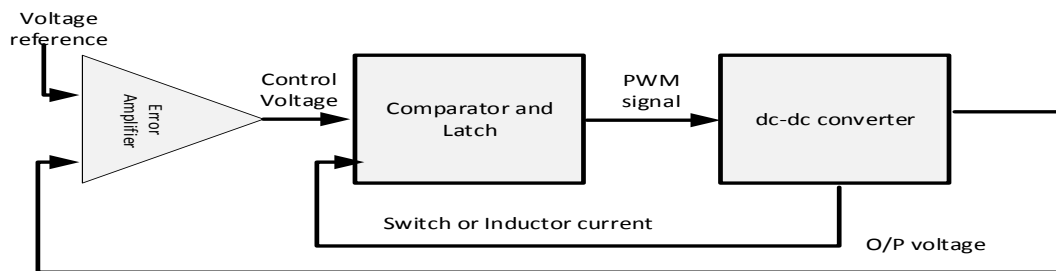 Voltage
reference
Error
Amplifier
Control
Voltage
Comparator and
Latch
PWM
signal
dc-dc converter
Switch or Inductor current
O/P voltage